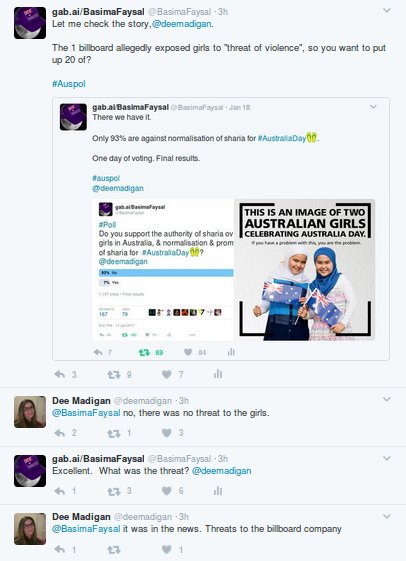 gab.ai/BasimaFaysal @BasimaFaysal · 3h
Let me check the story,@deemadigan.
The 1 billboard allegedly exposed girls to "threat of violence", so you want to put
up 20 of?
#Auspol
gab.ai/BasimaFaysal @BasimaFaysal · Jan 18
There we have it.
Only 93% are against normalisation of sharia for #AustraliaDay
One day of voting. Final results.
#auspol
@deemadigan
gab.ai/BasimaFaysal
#Poll
Do you support the authority of sharia ov
girls in Australia, & normalisation & prom
of sharia for #AustraliaDay ?
@deemadigan
93% No
7% Yes
167 79
THIS IS AN IMAGE OF TWO
AUSTRALIAN GIRLS
CELEBRATING AUSTRALIA DAY.
If you have a problem with this, you are the problem.
7 69 84
3 9 7
Dee Madigan @deemadigan · 3h
@BasimaFaysal no, there was no threat to the girls.
2 1 3
gab.ai/BasimaFaysal @BasimaFaysal · 3h
Excellent. What was the threat? @deemadigan
1 3 6
Dee Madigan @deemadigan · 3h
@BasimaFaysal it was in the news. Threats to the billboard company
1 1